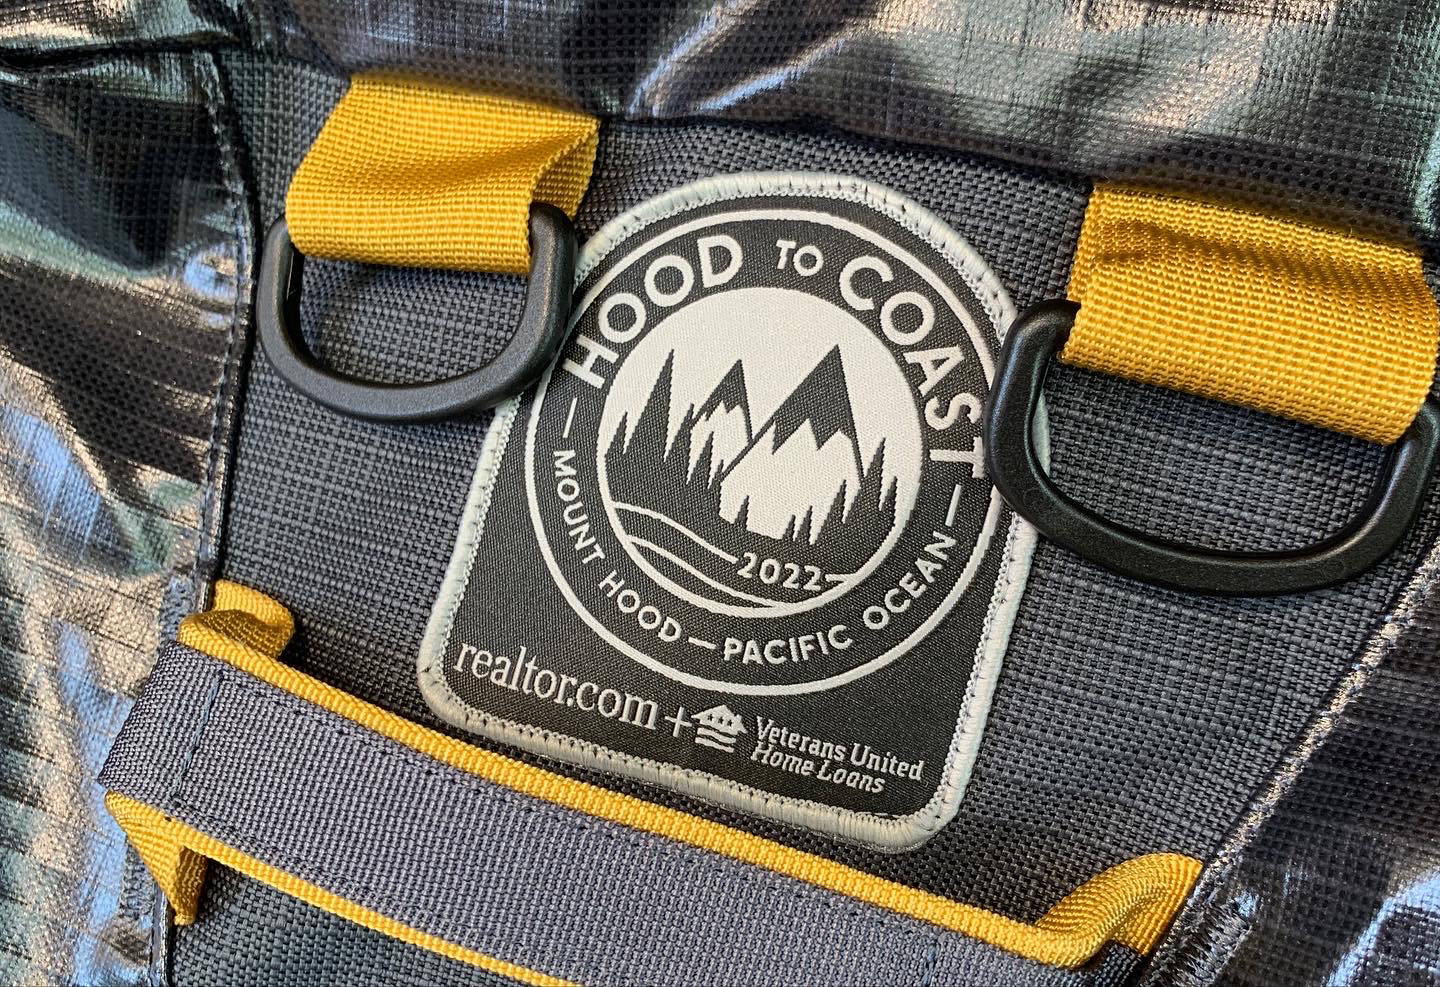 HOOD TO COAST
2022
MOUNT HOOD — PACIFIC OCEAN
realtor.com + Veterans United
Home Loans